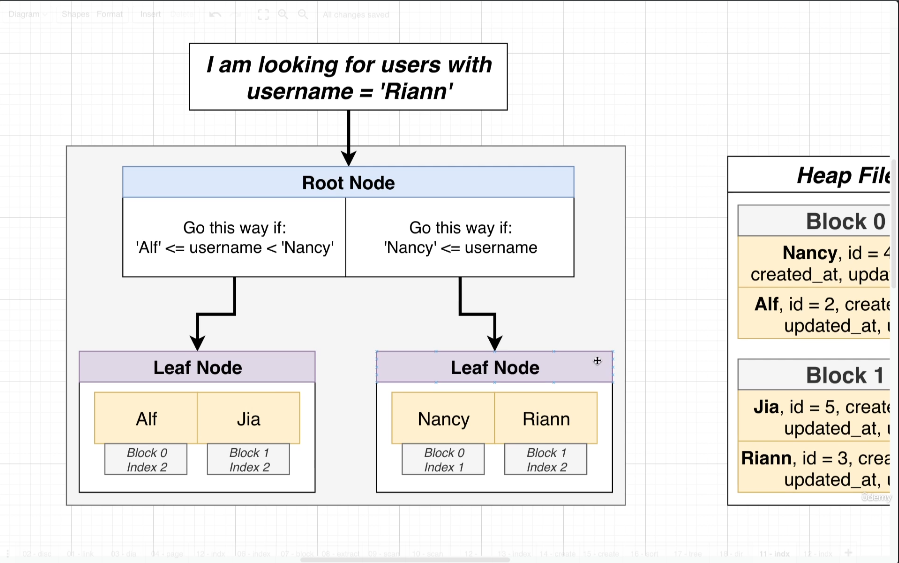 Diagram
Shapes Format Insert
All changes saved
I am looking for users with
username = 'Riann'
Root Node
Go this way if:
'Alf' <= username < 'Nancy'
Go this way if:
'Nancy' <= username
Leaf Node
Alf
Jia
Block 0
Index 2
Block 1
Index 2
Leaf Node
Nancy
Riann
Block 0
Index 1
Block 1
Index 2
Heap File
Block 0
Nancy, id = 4
created_at, upda
Alf, id = 2, create
updated_at, u
Block 1
Jia, id = 5, create
updated_at, u
Riann, id = 3, crea
updated_at, u
ûdemy
11 - indx